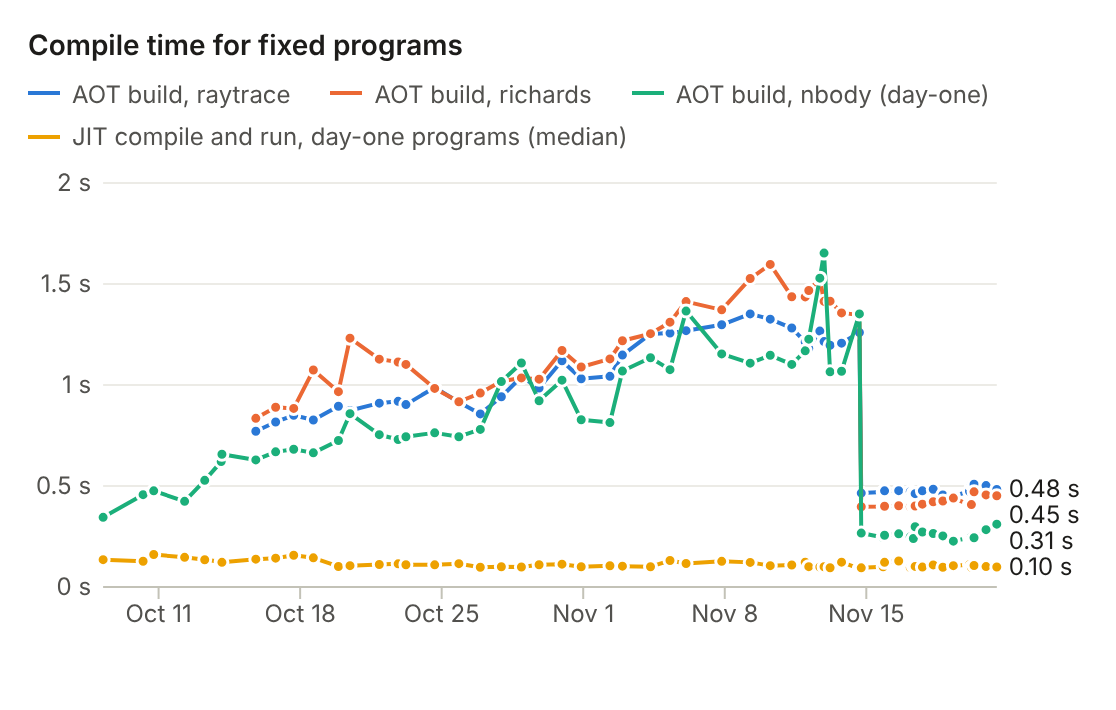 Compile time for fixed programs
AOT build, raytrace AOT build, richards AOT build, nbody (day-one)
JIT compile and run, day-one programs (median)
2 s
1.5 s
1 s
0.5 s
0 s
0.48 s
0.45 s
0.31 s
0.10 s
Oct 11 Oct 18 Oct 25 Nov 1 Nov 8 Nov 15